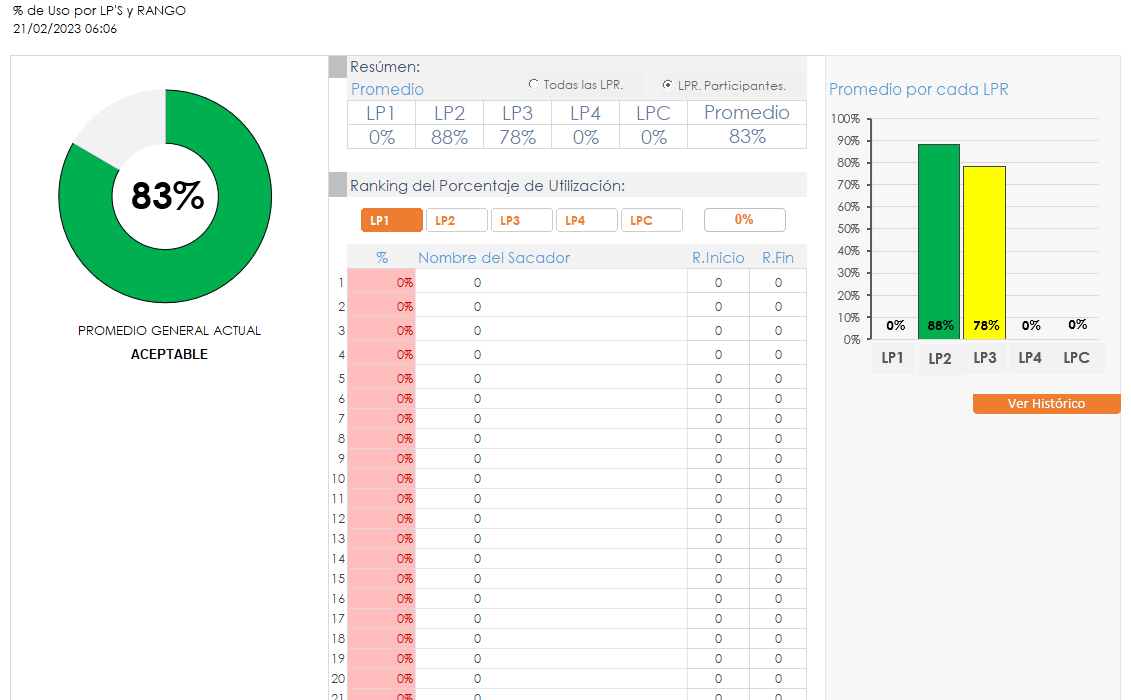 % de Uso por LP'S y RANGO
21/02/2023 06:06
83%
PROMEDIO GENERAL ACTUAL
ACEPTABLE
Resúmen:
Promedio
Todas las LPR.
LPR. Participantes.
LP1 LP2 LP3 LP4 LPC Promedio
0% 88% 78% 0% 0% 83%
Ranking del Porcentaje de Utilización:
LP1 LP2 LP3 LP4 LPC 0%
% Nombre del Sacador R.Inicio R.Fin
1 0% 0 0 0
2 0% 0 0 0
3 0% 0 0 0
4 0% 0 0 0
5 0% 0 0 0
6 0% 0 0 0
7 0% 0 0 0
8 0% 0 0 0
9 0% 0 0 0
10 0% 0 0 0
11 0% 0 0 0
12 0% 0 0 0
13 0% 0 0 0
14 0% 0 0 0
15 0% 0 0 0
16 0% 0 0 0
17 0% 0 0 0
18 0% 0 0 0
19 0% 0 0 0
20 0% 0 0 0
21 0% 0 0 0
Promedio por cada LPR
100%
90%
80%
70%
60%
50%
40%
30%
20%
10%
0%
0% 88% 78% 0% 0%
LP1 LP2 LP3 LP4 LPC
Ver Histórico